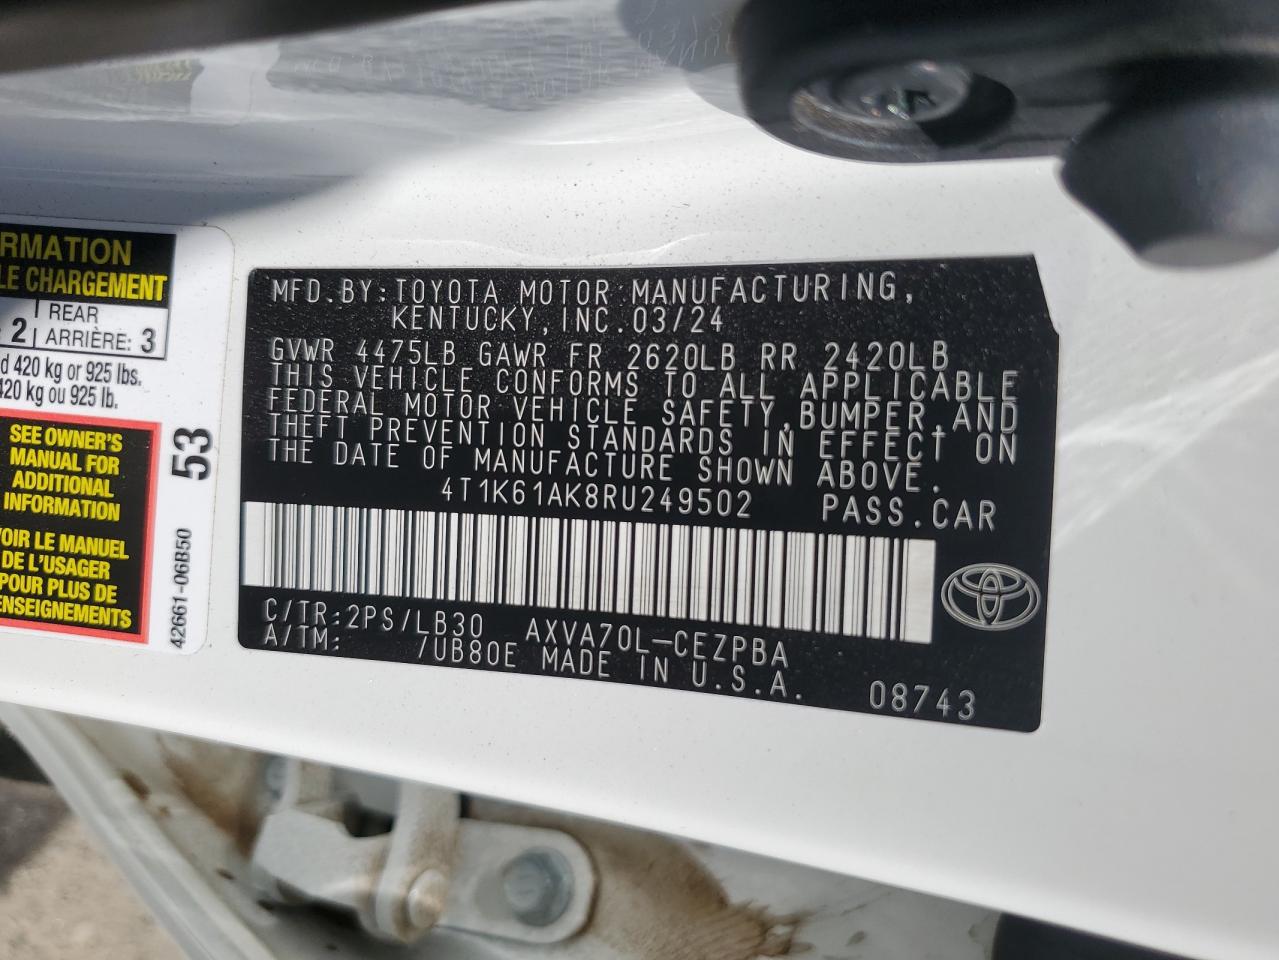 RMATION
LE CHARGEMENT
2
REAR
ARRIÈRE: 3
d 420 kg or 925 lbs.
420 kg ou 925 lb.
SEE OWNER'S
MANUAL FOR
ADDITIONAL
INFORMATION
VOIR LE MANUEL
DE L'USAGER
POUR PLUS DE
ENSEIGNEMENTS
53
42661-06B50
MFD.BY:TOYOTA MOTOR MANUFACTURING,
KENTUCKY,INC.03/24
GVWR 4475LB GAWR FR 2620LB RR 2420LB
THIS VEHICLE CONFORMS TO ALL APPLICABLE
FEDERAL MOTOR VEHICLE SAFETY,BUMPER,AND
THEFT PREVENTION STANDARDS IN EFFECT ON
THE DATE OF MANUFACTURE SHOWN ABOVE.
4T1K61AK8RU249502 PASS.CAR
C/TR:2PS/LB30 AXVA70L-CEZPBA
A/TM: /UB80E MADE IN U.S.A.
08743